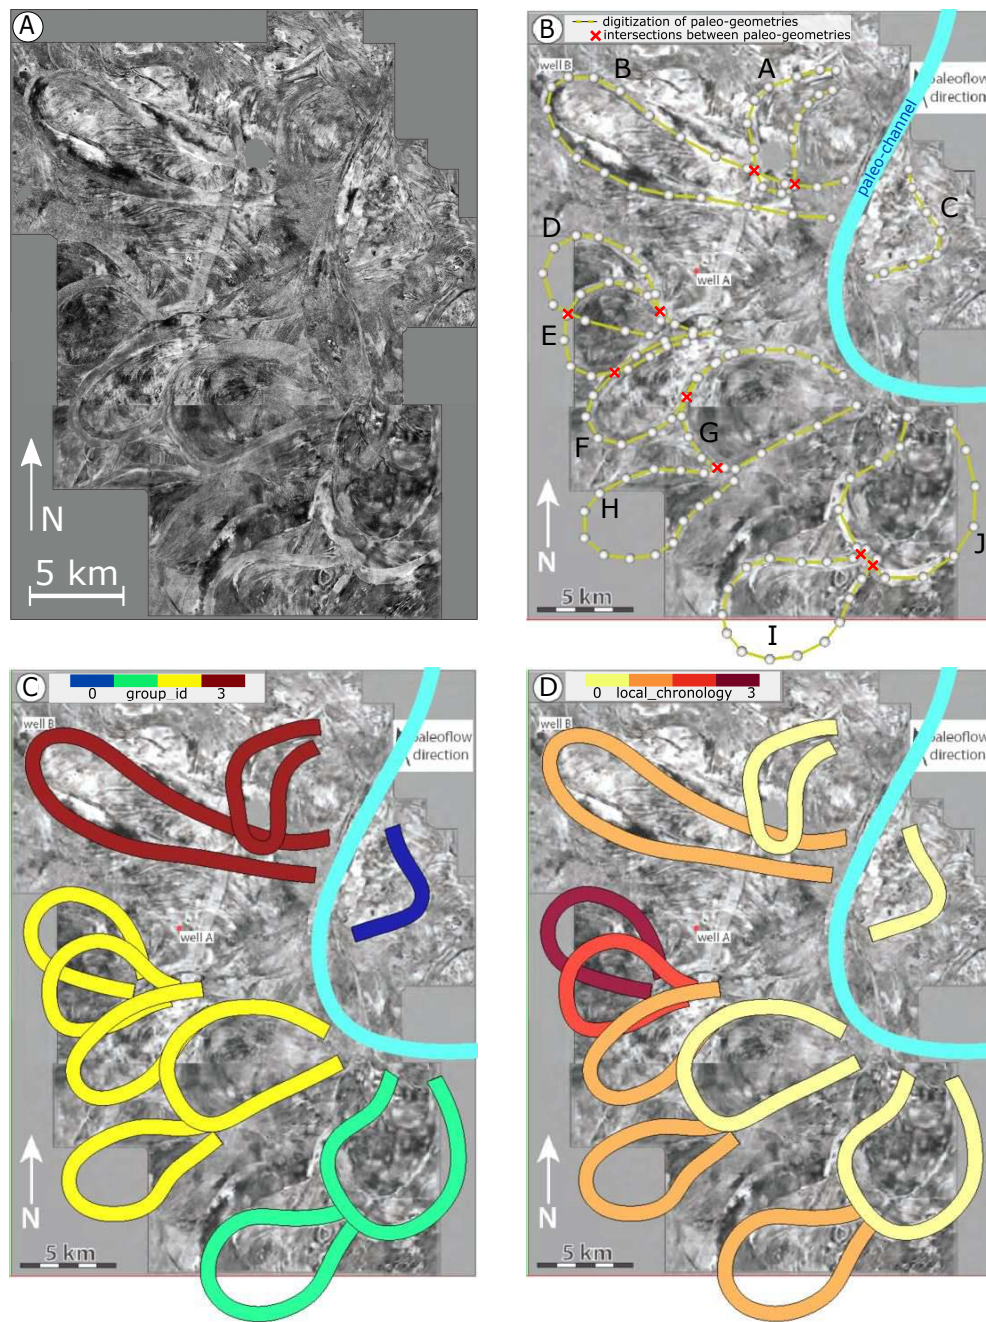 A
N
5 km
B
digitization of paleo-geometries
intersections between paleo-geometries
well B
B
A
paleoflow
direction
paleo-channel
C
D
well A
E
F
G
H
J
N
5 km
I
C
0 group_id 3
well B
paleoflow
direction
well A
N
5 km
D
0 local_chronology 3
well B
paleoflow
direction
well A
N
5 km